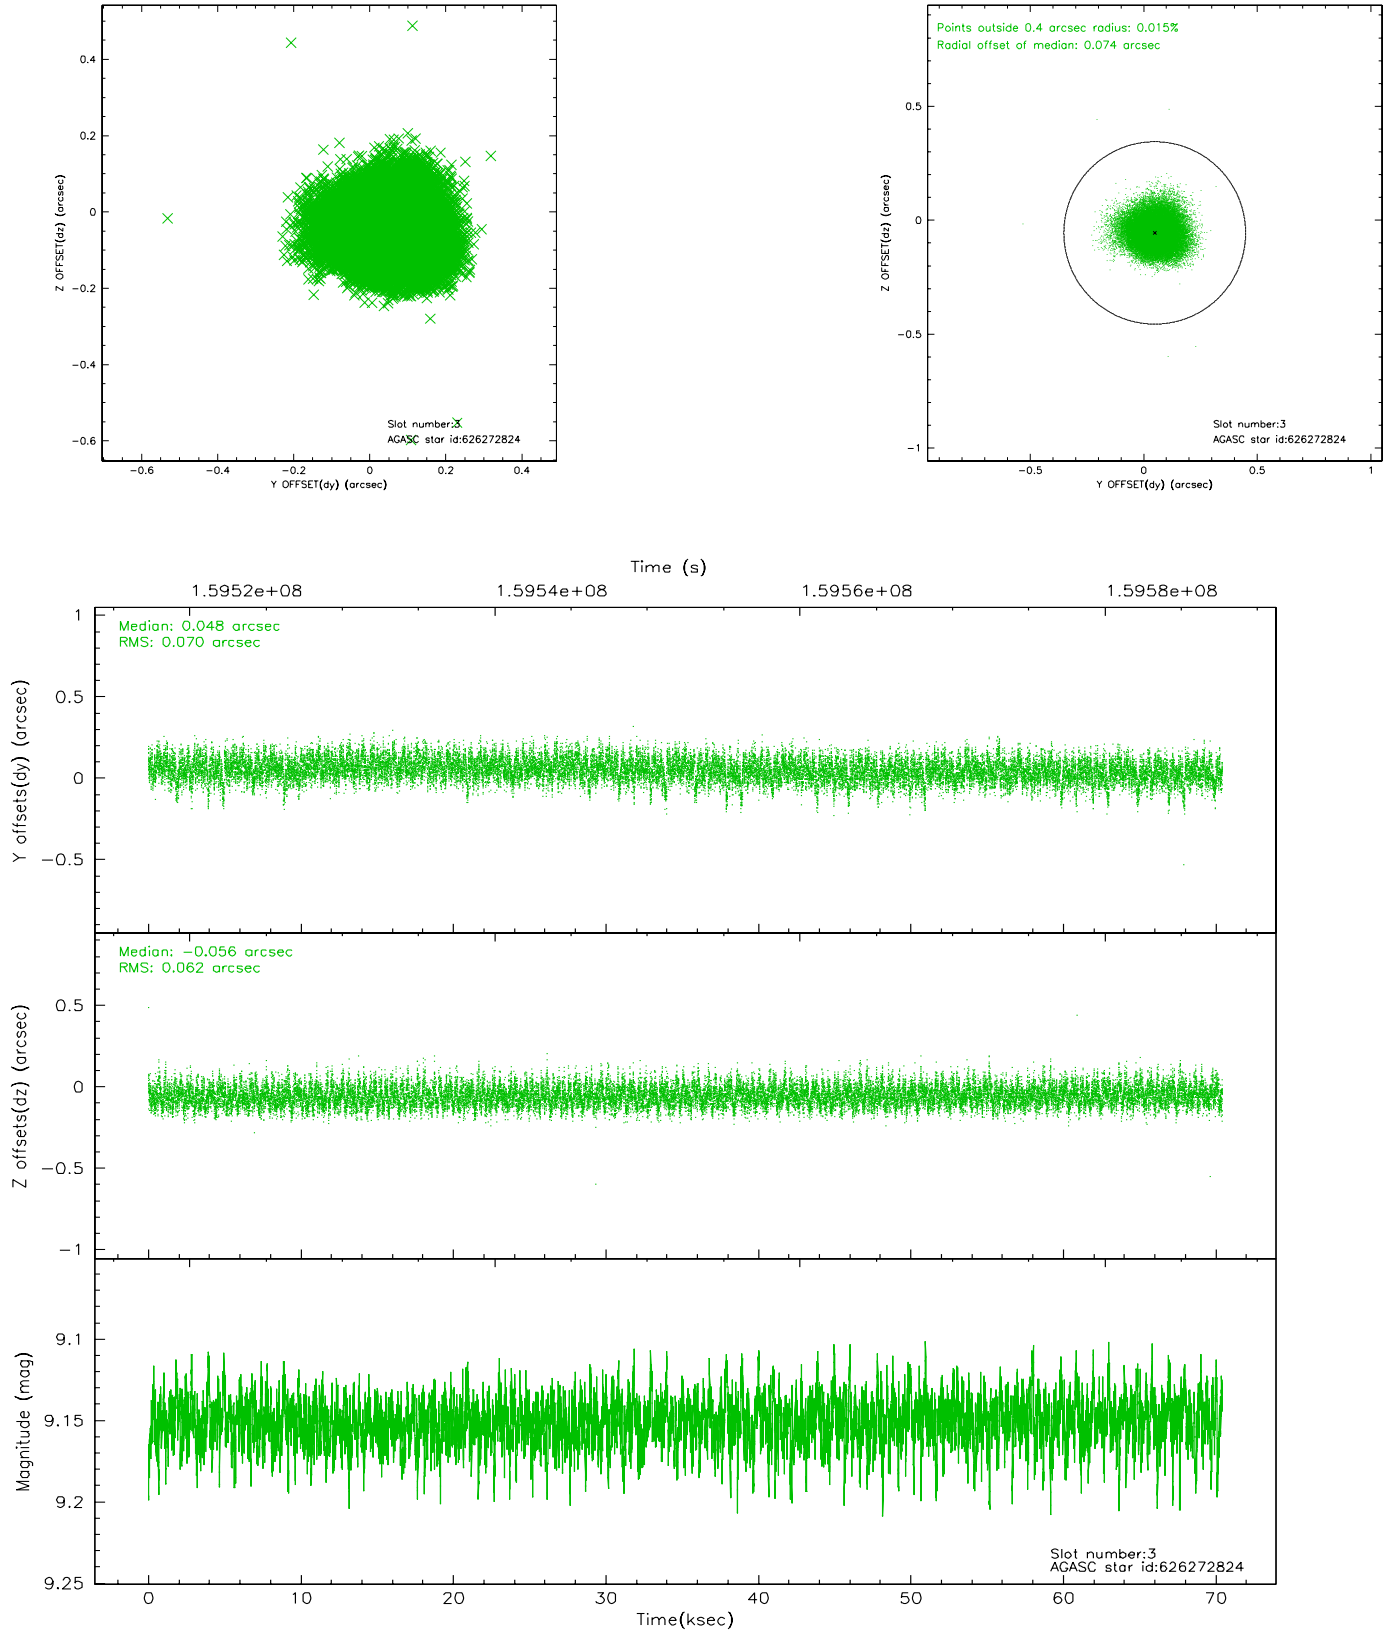 0.4
0.2
0
−0.2
−0.4
−0.6
Z OFFSET(dz) (arcsec)
Slot number:3
AGASC star id:626272824
−0.6 −0.4 −0.2 0 0.2 0.4
Y OFFSET(dy) (arcsec)
Points outside 0.4 arcsec radius: 0.015%
Radial offset of median: 0.074 arcsec
0.5
0
−0.5
−1
Z OFFSET(dz) (arcsec)
Slot number:3
AGASC star id:626272824
−0.5 0 0.5 1
Y OFFSET(dy) (arcsec)
Time (s)
1.5952e+08 1.5954e+08 1.5956e+08 1.5958e+08
Median: 0.048 arcsec
RMS: 0.070 arcsec
1
0.5
0
−0.5
Y offsets(dy) (arcsec)
Median: −0.056 arcsec
RMS: 0.062 arcsec
0.5
0
−0.5
−1
Z offsets(dz) (arcsec)
9.1
9.15
9.2
9.25
Magnitude (mag)
Slot number:3
AGASC star id:626272824
0 10 20 30 40 50 60 70
Time(ksec)